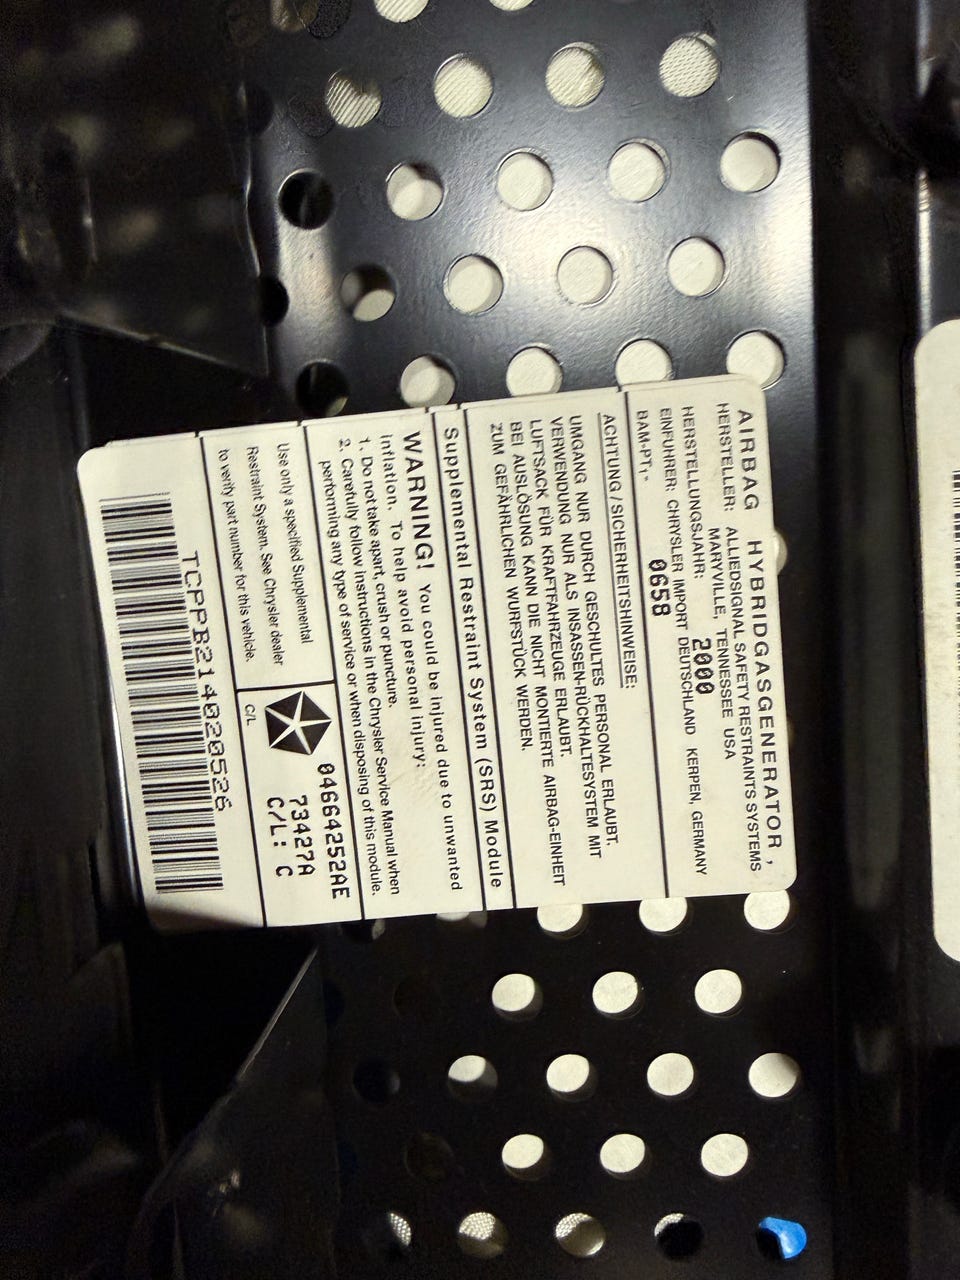 AIRBAG HYBRIDGASGENERATOR,
HERSTELLER: ALLIEDSIGNAL SAFETY RESTRAINTS SYSTEMS
MARYVILLE, TENNESSEE USA
HERSTELLUNGSJAHR: 2000
EINFUHRER: CHRYSLER IMPORT DEUTSCHLAND KERPEN, GERMANY
BAM-PT₁- 0658
ACHTUNG / SICHERHEITSHINWEISE:
UMGANG NUR DURCH GESCHULTES PERSONAL ERLAUBT.
VERWENDUNG NUR ALS INSASSEN-RÜCKHALTESYSTEM MIT
LUFTSACK FÜR KRAFTFAHRZEUGE ERLAUBT.
BEI AUSLÖSUNG KANN DIE NICHT MONTIERTE AIRBAG-EINHEIT
ZUM GEFÄHRLICHEN WURFSTÜCK WERDEN.
Supplemental Restraint System (SRS) Module
WARNING! You could be injured due to unwanted
inflation. To help avoid personal injury:
1. Do not take apart, crush or puncture.
2. Carefully follow instructions in the Chrysler Service Manual when
performing any type of service or when disposing of this module.
Use only a specified Supplemental
Restraint System. See Chrysler dealer
to verify part number for this vehicle.
04664252AE
73427A
C/L C/L: C
TCPPB21402052 6